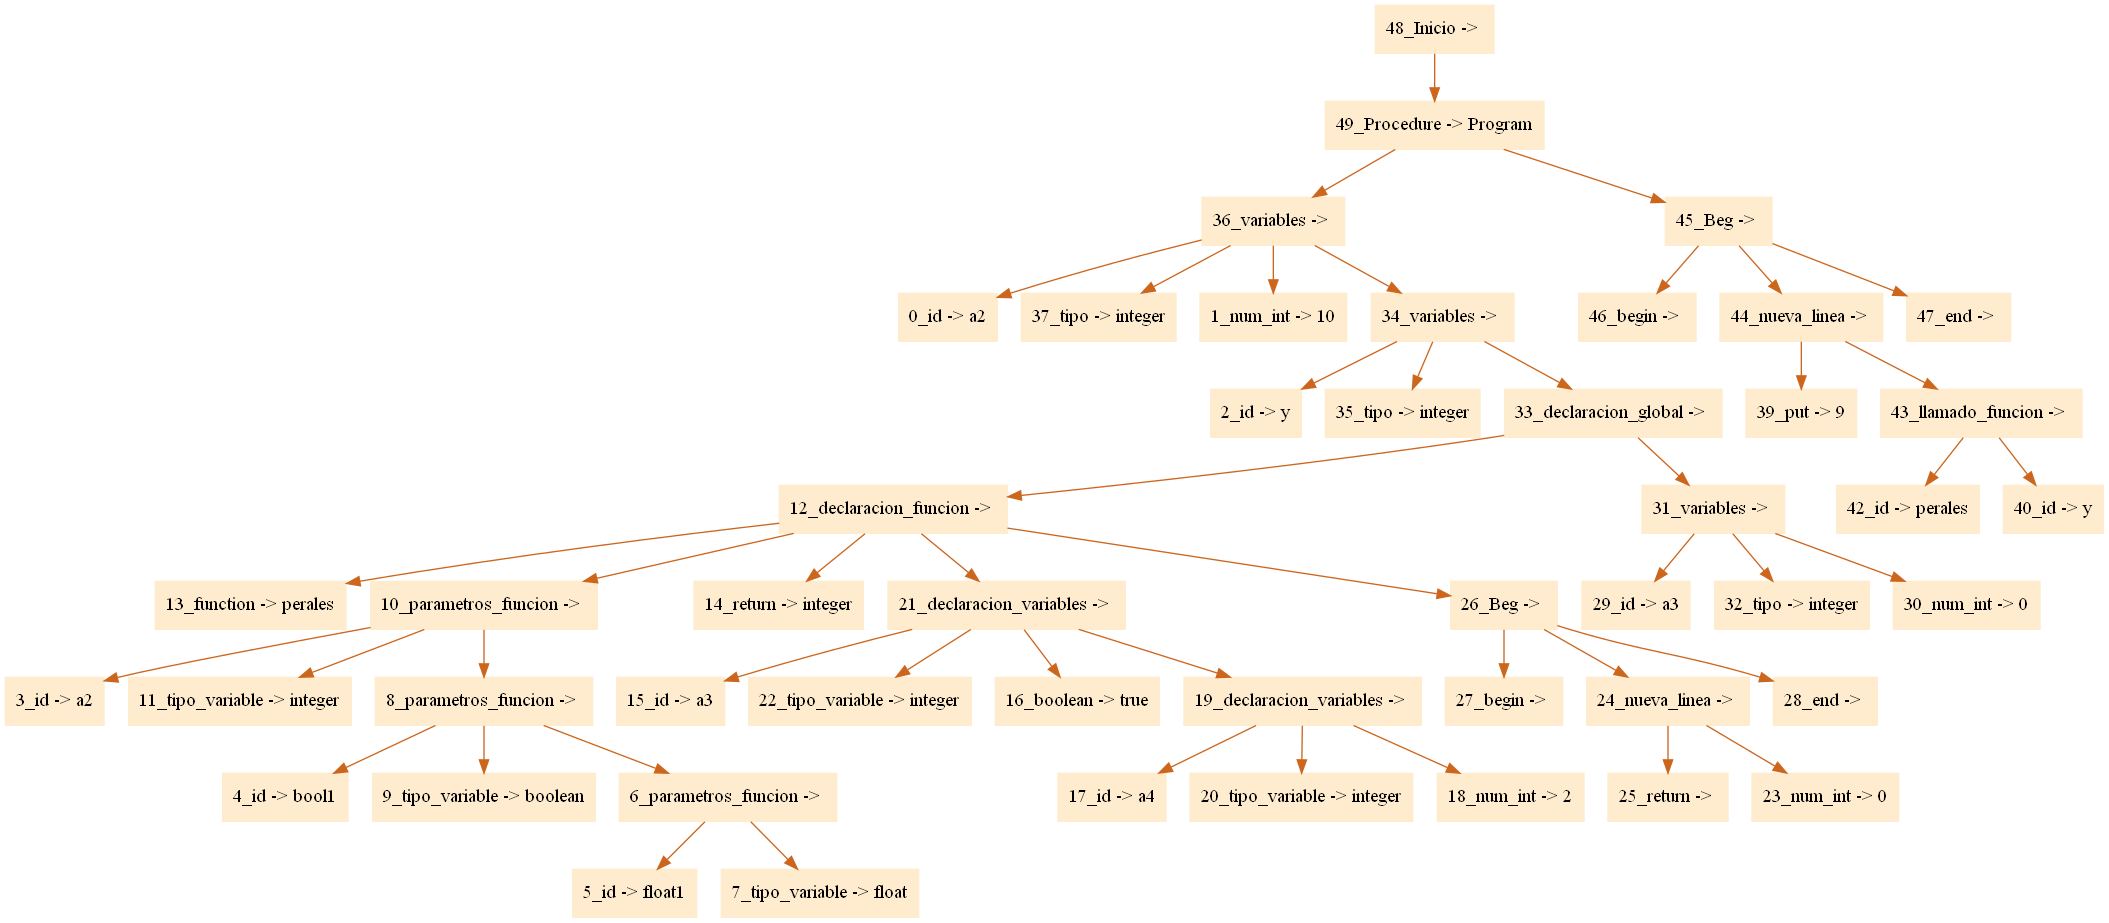 48_Inicio ->
49_Procedure -> Program
36_variables ->
45_Beg ->
0_id -> a2
37_tipo -> integer
1_num_int -> 10
34_variables ->
46_begin ->
44_nueva_linea ->
47_end ->
2_id -> y
35_tipo -> integer
33_declaracion_global ->
39_put -> 9
43_llamado_funcion ->
12_declaracion_funcion ->
31_variables ->
42_id -> perales
40_id -> y
13_function -> perales
10_parametros_funcion ->
14_return -> integer
21_declaracion_variables ->
26_Beg ->
29_id -> a3
32_tipo -> integer
30_num_int -> 0
3_id -> a2
11_tipo_variable -> integer
8_parametros_funcion ->
15_id -> a3
22_tipo_variable -> integer
16_boolean -> true
19_declaracion_variables ->
27_begin ->
24_nueva_linea ->
28_end ->
4_id -> bool1
9_tipo_variable -> boolean
6_parametros_funcion ->
17_id -> a4
20_tipo_variable -> integer
18_num_int -> 2
25_return ->
23_num_int -> 0
5_id -> float1
7_tipo_variable -> float